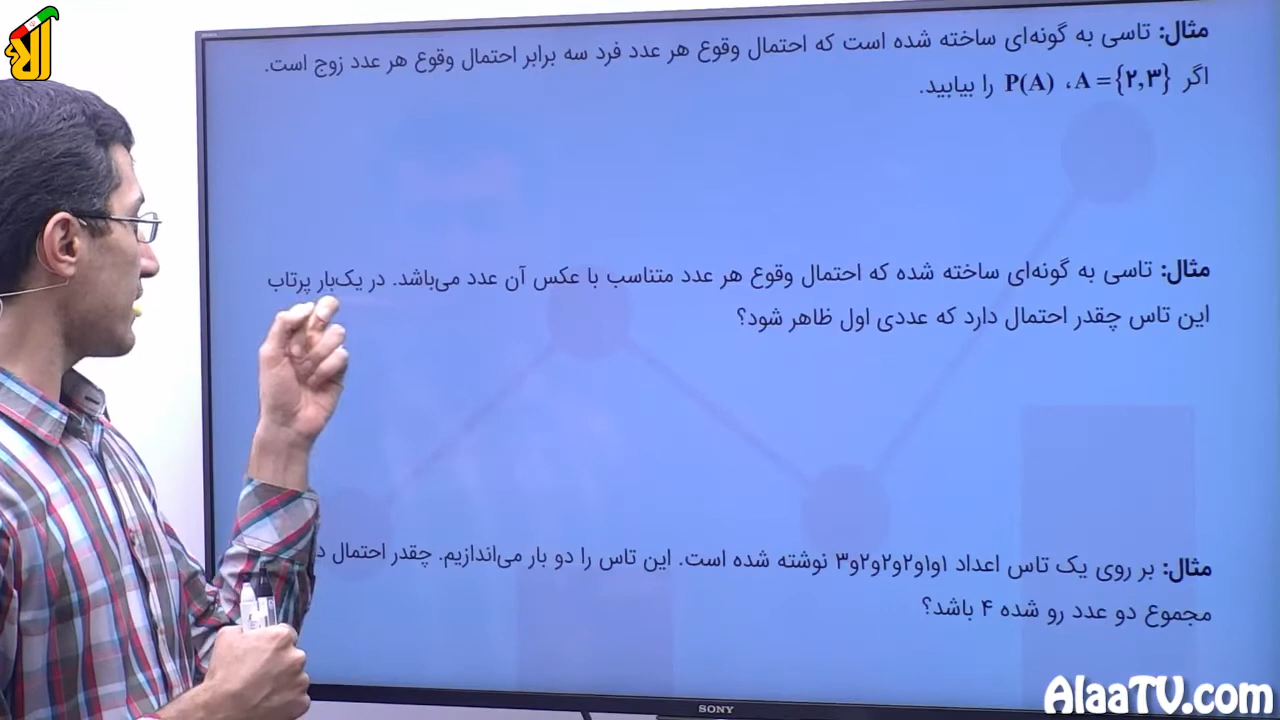 مثال: تاسی به گونه‌ای ساخته شده است که احتمال وقوع هر عدد فرد سه برابر احتمال وقوع هر عدد زوج است.
اگر A={۲,۳}، P(A) را بیابید.
مثال: تاسی به گونه‌ای ساخته شده که احتمال وقوع هر عدد متناسب با عکس آن عدد می‌باشد. در یک‌بار پرتاب
این تاس چقدر احتمال دارد که عددی اول ظاهر شود؟
مثال: بر روی یک تاس اعداد ۱و۱و۲و۲و۲و۳ نوشته شده است. این تاس را دو بار می‌اندازیم. چقدر احتمال
مجموع دو عدد رو شده ۴ باشد؟
SONY
AlaaTV.com